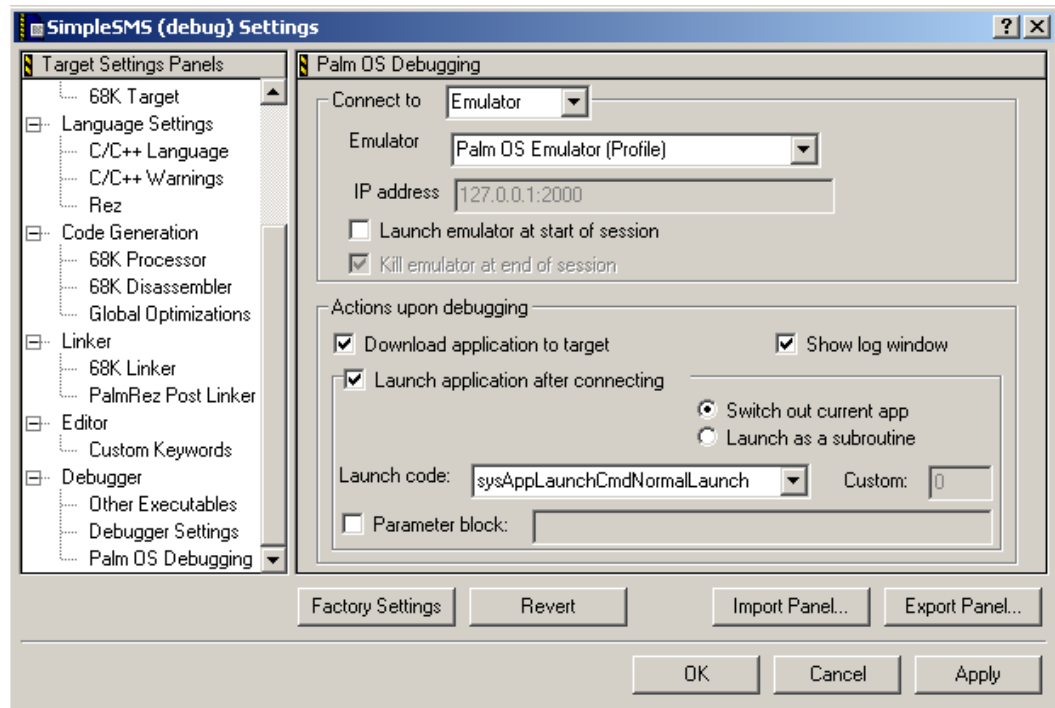 SimpleSMS (debug) Settings
Target Settings Panels
68K Target
Language Settings
C/C++ Language
C/C++ Warnings
Rez
Code Generation
68K Processor
68K Disassembler
Global Optimizations
Linker
68K Linker
PalmRez Post Linker
Editor
Custom Keywords
Debugger
Other Executables
Debugger Settings
Palm OS Debugging
Palm OS Debugging
Connect to Emulator
Emulator Palm OS Emulator (Profile)
IP address 127.0.0.1:2000
Launch emulator at start of session
Kill emulator at end of session
Actions upon debugging
Download application to target Show log window
Launch application after connecting
Switch out current app
Launch as a subroutine
Launch code: sysAppLaunchCmdNormalLaunch Custom: 0
Parameter block:
Factory Settings Revert Import Panel... Export Panel...
OK Cancel Apply